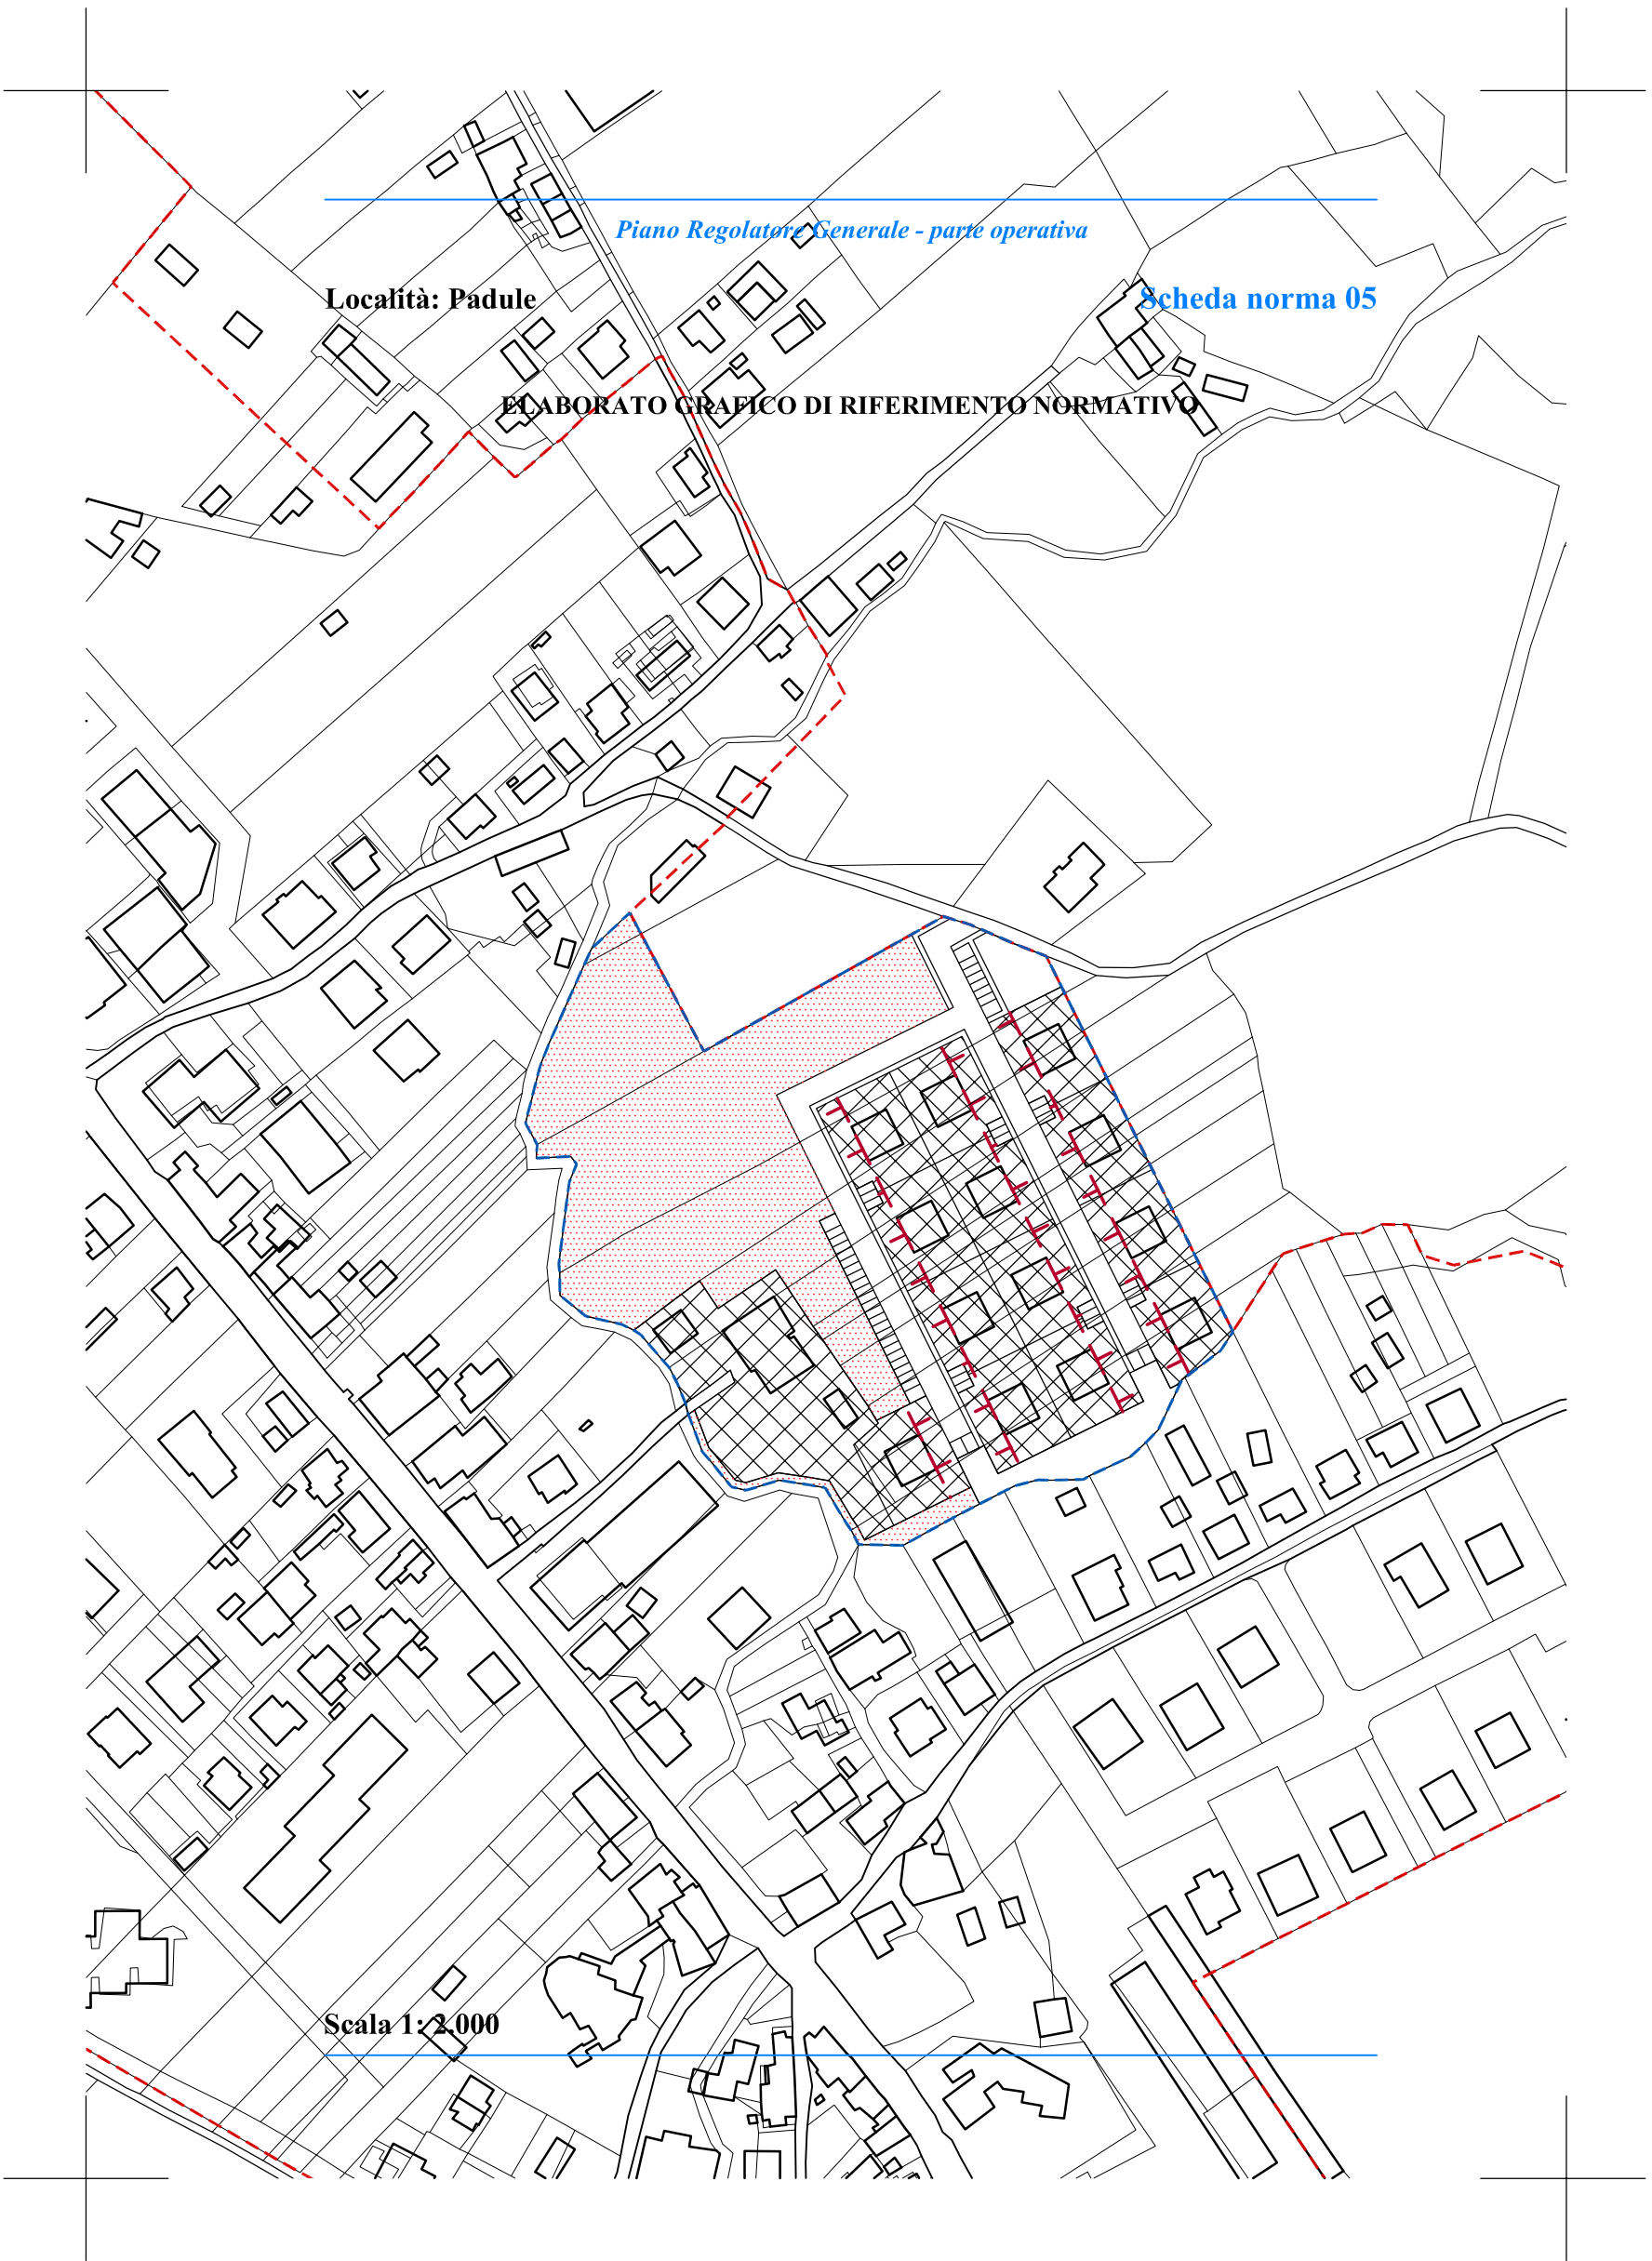 Piano Regolatore Generale - parte operativa
Località: Padule
Scheda norma 05
ELABORATO GRAFICO DI RIFERIMENTO NORMATIVO
Scala 1: 2.000